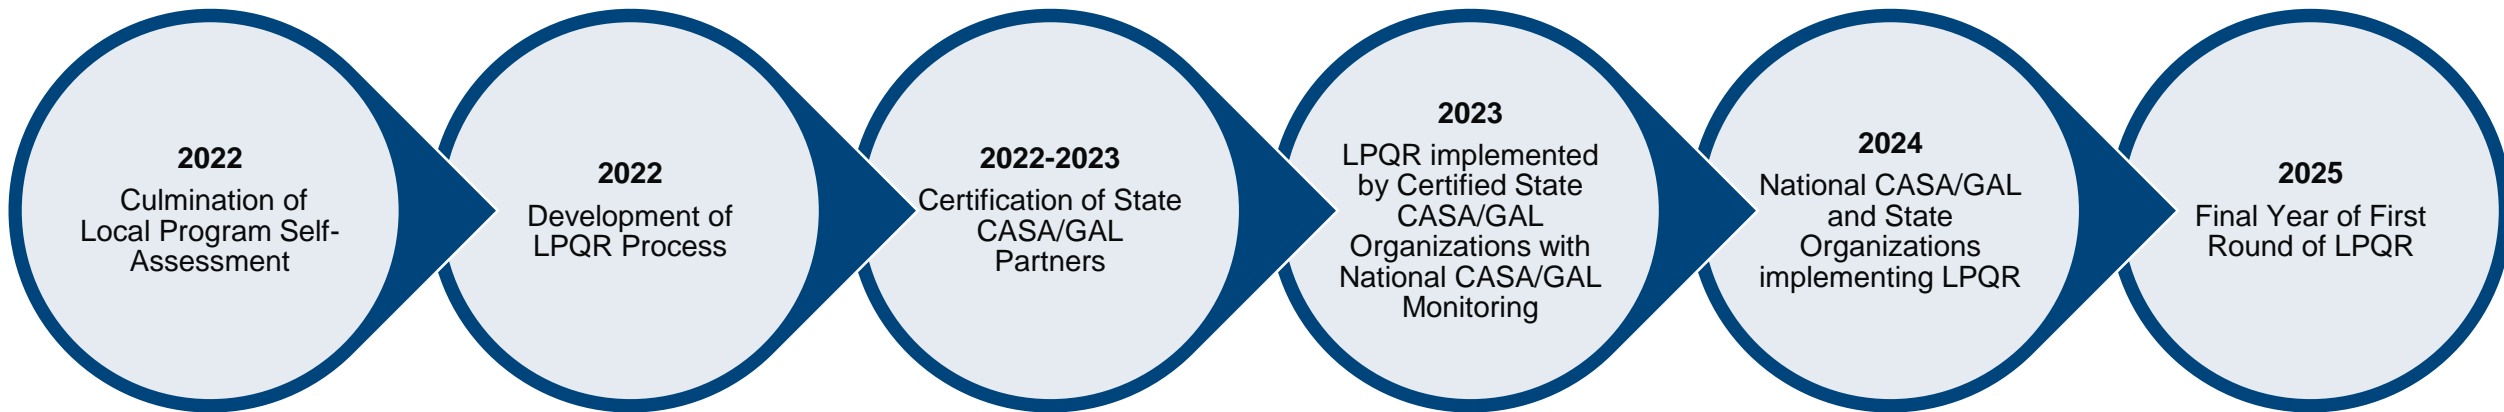 2022
Culmination of
Local Program Self-
Assessment
2022
Development of
LPQR Process
2022-2023
Certification of State
CASA/GAL
Partners
2023
LPQR implemented
by Certified State
CASA/GAL
Organizations with
National CASA/GAL
Monitoring
2024
National CASA/GAL
and State
Organizations
implementing LPQR
2025
Final Year of First
Round of LPQR